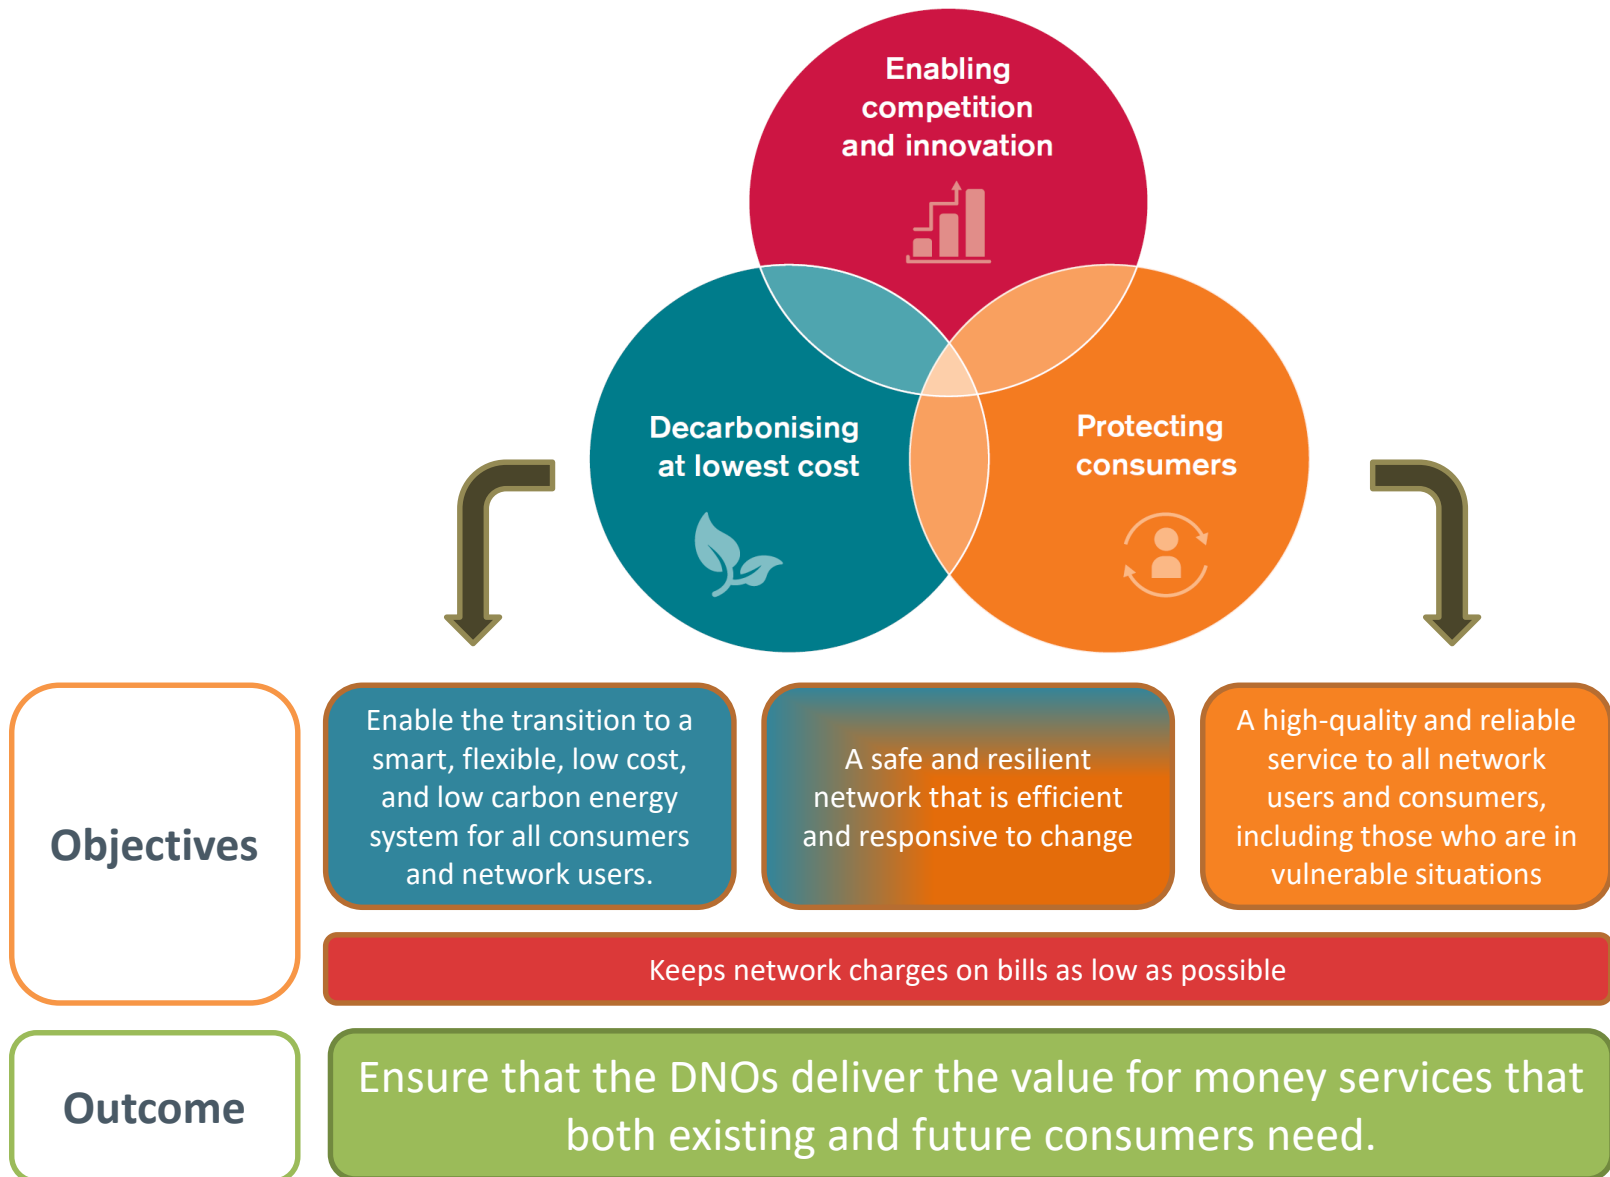 Enabling
competition
and innovation
Decarbonising
at lowest cost
Protecting
consumers
Objectives
Enable the transition to a
smart, flexible, low cost,
and low carbon energy
system for all consumers
and network users.
A safe and resilient
network that is efficient
and responsive to change
A high-quality and reliable
service to all network
users and consumers,
including those who are in
vulnerable situations
Keeps network charges on bills as low as possible
Outcome
Ensure that the DNOs deliver the value for money services that
both existing and future consumers need.